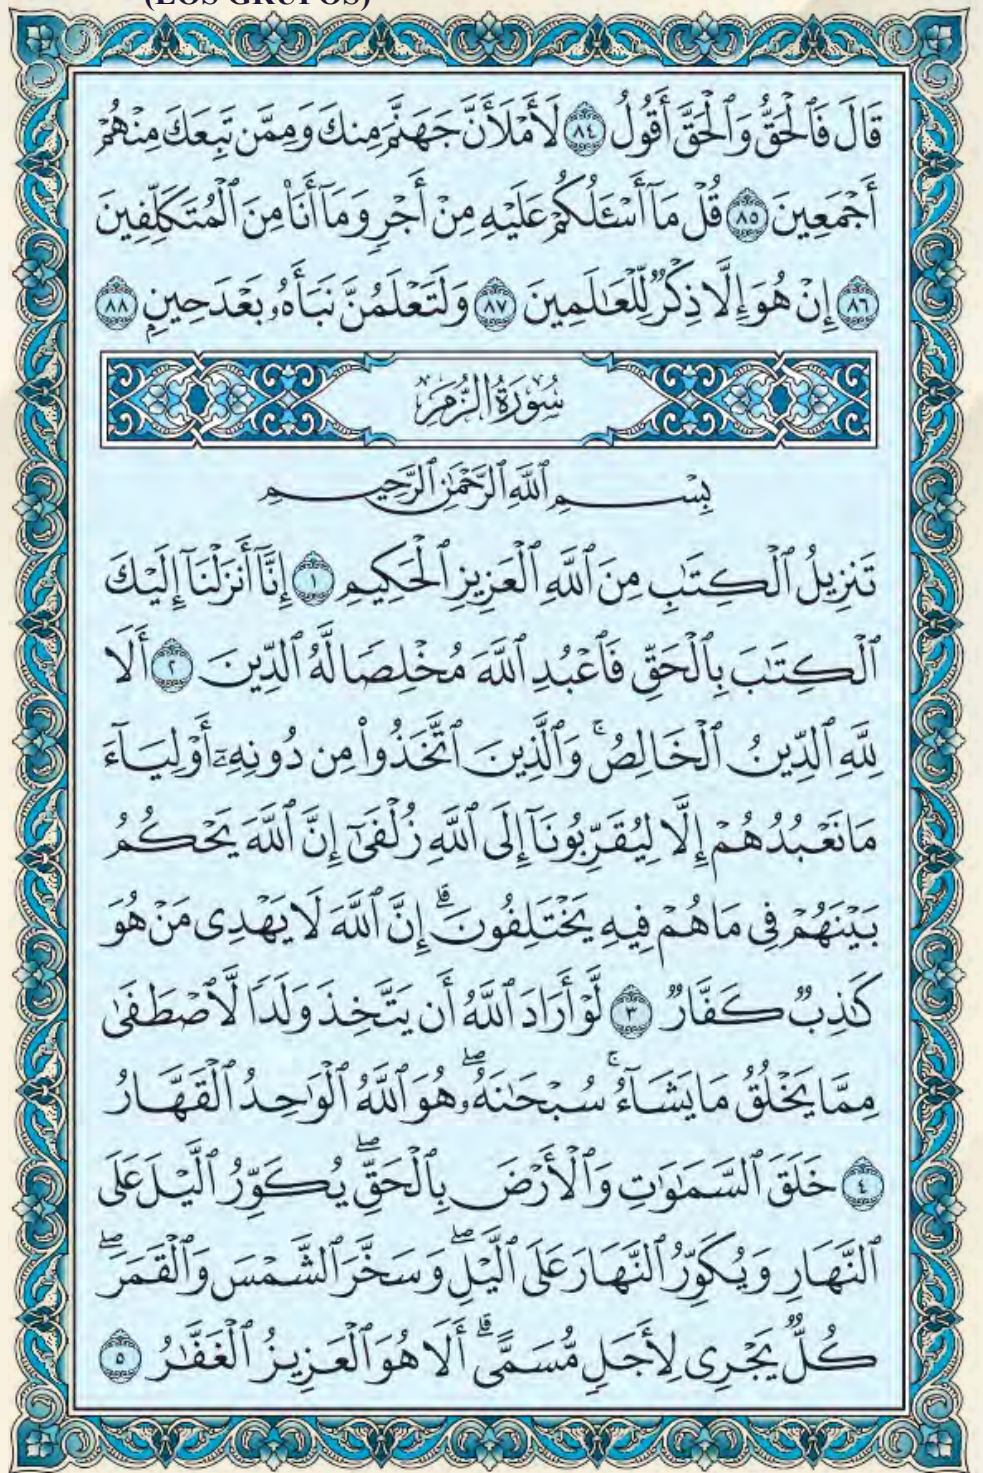 (LOS GRUPOS)
قَالَ فَٱلْحَقُّ وَٱلْحَقَّ أَقُولُ ٨٤ لَأَمْلَأَنَّ جَهَنَّمَ مِنكَ وَمِمَّن تَبِعَكَ مِنْهُمْ
أَجْمَعِينَ ٨٥ قُلْ مَآ أَسْـَٔلُكُمْ عَلَيْهِ مِنْ أَجْرٍ وَمَآ أَنَا۠ مِنَ ٱلْمُتَكَلِّفِينَ
٨٦ إِنْ هُوَ إِلَّا ذِكْرٌ لِّلْعَـٰلَمِينَ ٨٧ وَلَتَعْلَمُنَّ نَبَأَهُۥ بَعْدَ حِينٍۭ ٨٨
سُورَةُ الزُّمَرِ
بِسْمِ ٱللَّهِ ٱلرَّحْمَـٰنِ ٱلرَّحِيمِ
تَنزِيلُ ٱلْكِتَـٰبِ مِنَ ٱللَّهِ ٱلْعَزِيزِ ٱلْحَكِيمِ ١ إِنَّآ أَنزَلْنَآ إِلَيْكَ
ٱلْكِتَـٰبَ بِٱلْحَقِّ فَٱعْبُدِ ٱللَّهَ مُخْلِصًا لَّهُ ٱلدِّينَ ٢ أَلَا
لِلَّهِ ٱلدِّينُ ٱلْخَالِصُ ۚ وَٱلَّذِينَ ٱتَّخَذُوا۟ مِن دُونِهِۦٓ أَوْلِيَآءَ
مَا نَعْبُدُهُمْ إِلَّا لِيُقَرِّبُونَآ إِلَى ٱللَّهِ زُلْفَىٰٓ إِنَّ ٱللَّهَ يَحْكُمُ
بَيْنَهُمْ فِى مَا هُمْ فِيهِ يَخْتَلِفُونَ ۗ إِنَّ ٱللَّهَ لَا يَهْدِى مَنْ هُوَ
كَـٰذِبٌ كَفَّارٌ ٣ لَّوْ أَرَادَ ٱللَّهُ أَن يَتَّخِذَ وَلَدًا لَّٱصْطَفَىٰ
مِمَّا يَخْلُقُ مَا يَشَآءُ ۚ سُبْحَـٰنَهُۥ ۖ هُوَ ٱللَّهُ ٱلْوَٰحِدُ ٱلْقَهَّارُ
٤ خَلَقَ ٱلسَّمَـٰوَٰتِ وَٱلْأَرْضَ بِٱلْحَقِّ ۖ يُكَوِّرُ ٱلَّيْلَ عَلَى
ٱلنَّهَارِ وَيُكَوِّرُ ٱلنَّهَارَ عَلَى ٱلَّيْلِ ۖ وَسَخَّرَ ٱلشَّمْسَ وَٱلْقَمَرَ ۖ
كُلٌّ يَجْرِى لِأَجَلٍ مُّسَمًّى ۗ أَلَا هُوَ ٱلْعَزِيزُ ٱلْغَفَّـٰرُ ٥